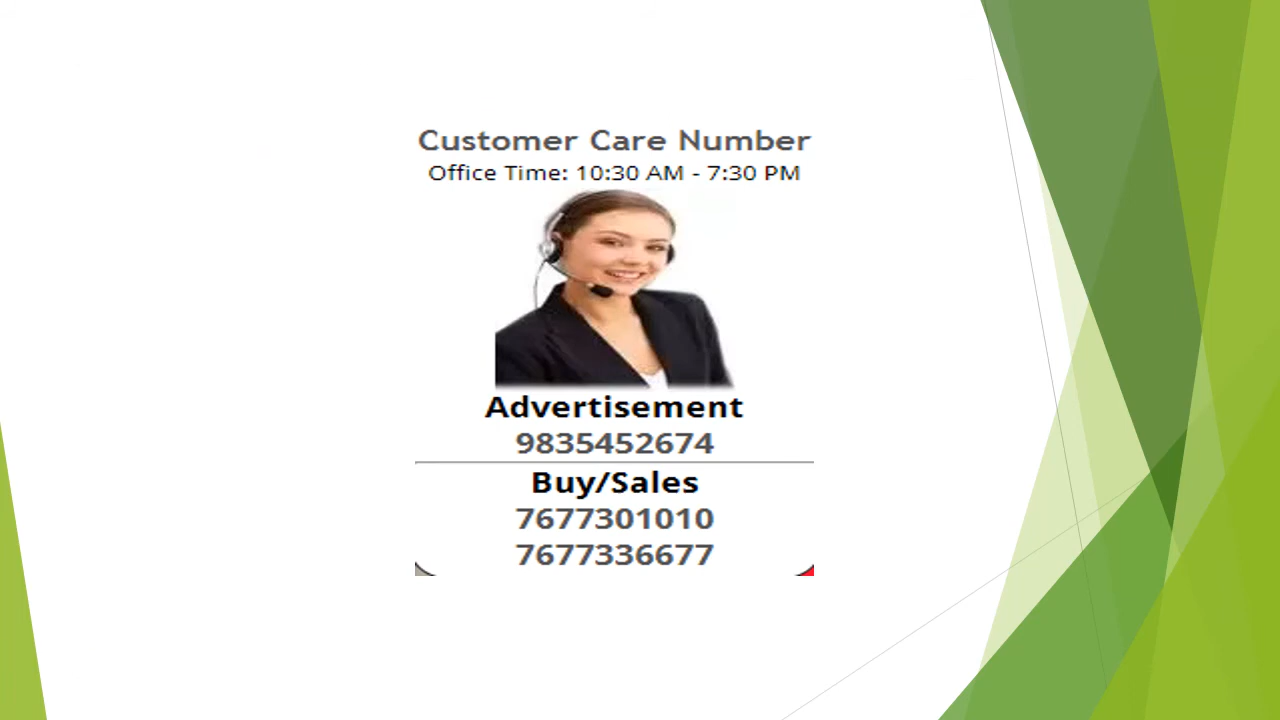 Customer Care Number
Office Time: 10:30 AM - 7:30 PM
Advertisement
9835452674
Buy/Sales
7677301010
7677336677